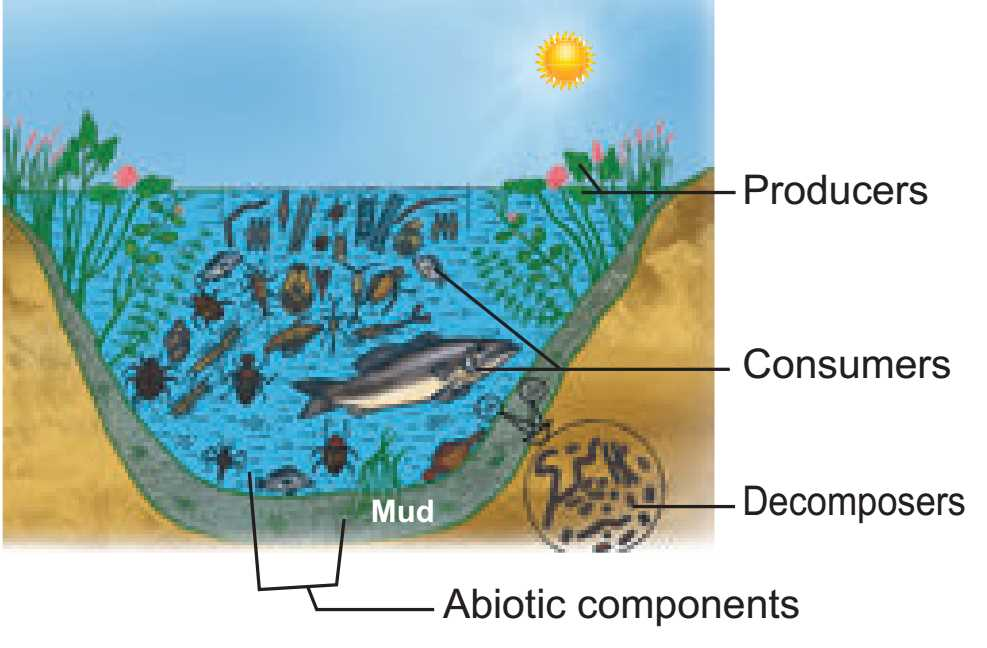 Producers
Consumers
Decomposers
Mud
Abiotic components